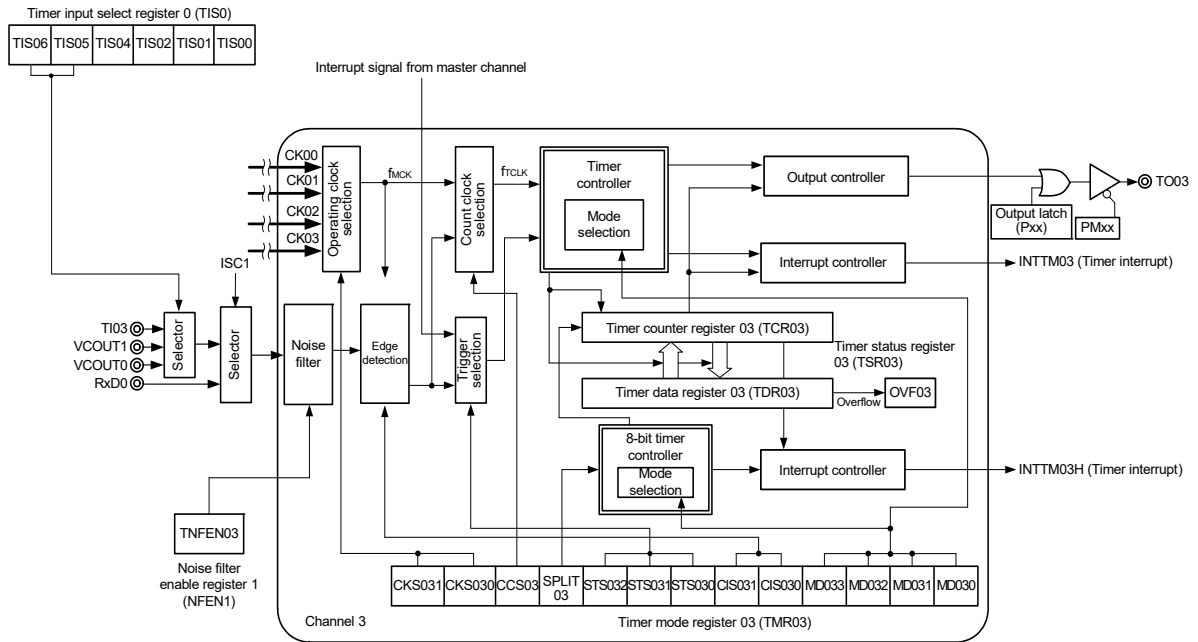 Timer input select register 0 (TIS0)
TIS06 TIS05 TIS04 TIS02 TIS01 TIS00
Interrupt signal from master channel
CK00
CK01
CK02
CK03
Operating clock
selection
fMCK
Count clock
selection
fTCLK
Timer
controller
Mode
selection
Output controller
Output latch
(Pxx)
PMxx
TO03
Interrupt controller
INTTM03 (Timer interrupt)
ISC1
TI03
VCOUT1
VCOUT0
RxD0
Selector
Selector
Noise
filter
Edge
detection
Trigger
selection
Timer counter register 03 (TCR03)
Timer status register
03 (TSR03)
Timer data register 03 (TDR03)
Overflow
OVF03
8-bit timer
controller
Mode
selection
Interrupt controller
INTTM03H (Timer interrupt)
TNFEN03
Noise filter
enable register 1
(NFEN1)
CKS031 CKS030 CCS03 SPLIT
03 STS032 STS031 STS030 CIS031 CIS030 MD033 MD032 MD031 MD030
Channel 3
Timer mode register 03 (TMR03)